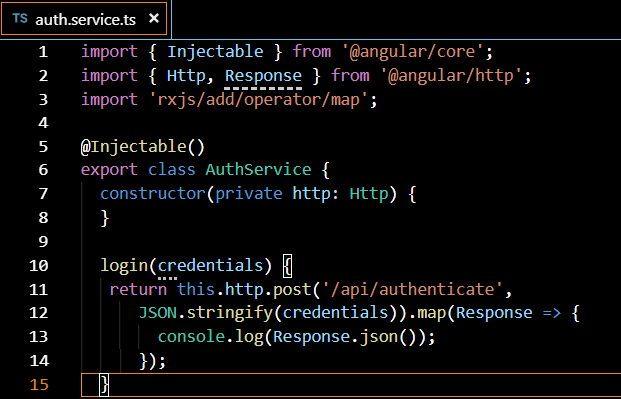 TS auth.service.ts ×
1 import { Injectable } from '@angular/core';
2 import { Http, Response } from '@angular/http';
3 import 'rxjs/add/operator/map';
4
5 @Injectable()
6 export class AuthService {
7   constructor(private http: Http) {
8   }
9
10   login(credentials) {
11    return this.http.post('/api/authenticate',
12       JSON.stringify(credentials)).map(Response => {
13         console.log(Response.json());
14       });
15   }